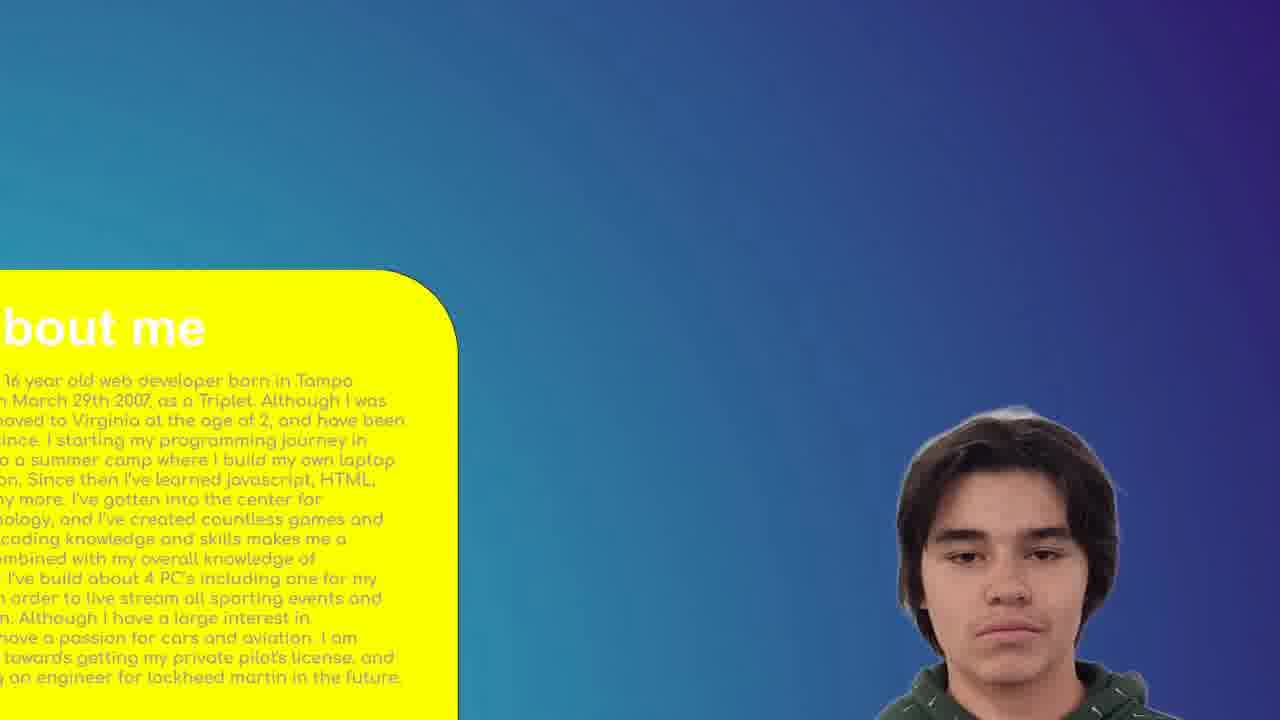 bout me
16 year old web developer born in Tampa
n March 29th 2007, as a Triplet. Although I was
oved to Virginia at the age of 2, and have been
ince. I starting my programming journey in
o a summer camp where I build my own laptop
on. Since then I've learned javascript, HTML,
ny more. I've gotten into the center for
nology, and I've created countless games and
coding knowledge and skills makes me a
ombined with my overall knowledge of
. I've build about 4 PC's including one for my
n order to live stream all sporting events and
n. Although I have a large interest in
have a passion for cars and aviation. I am
towards getting my private pilot's license, and
g an engineer for lockheed martin in the future.